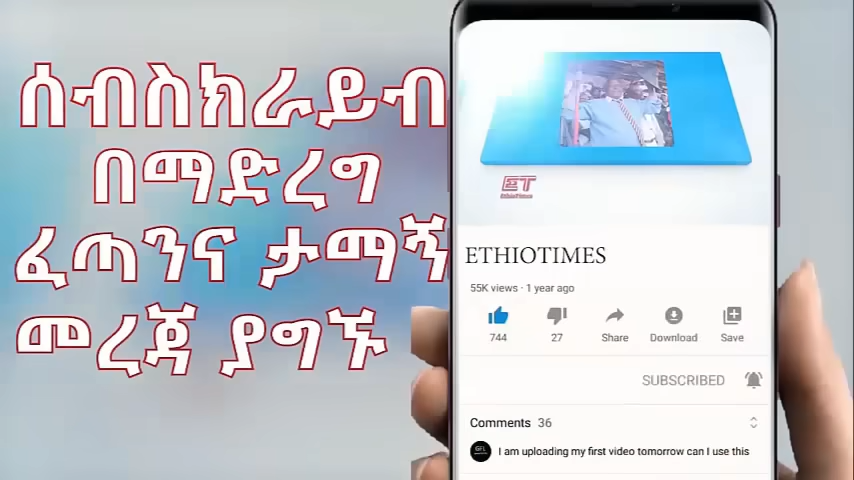 ሰብስክራይብ
በማድረግ
ፈጣንና ታማኝ
መረጃ ያግኙ
ET
EthioTimes
ETHIOTIMES
55K views · 1 year ago
744
27
Share
Download
Save
SUBSCRIBED
Comments 36
I am uploading my first video tomorrow can I use this